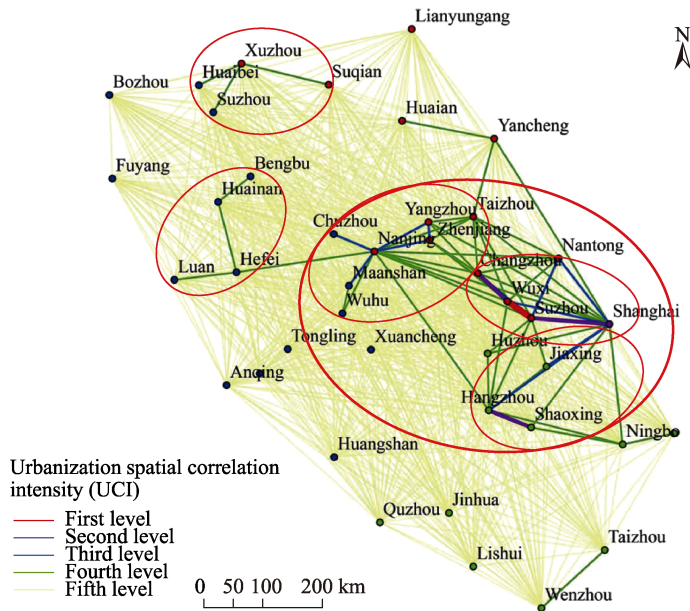 Lianyungang
N
Xuzhou
Huaibei
Suqian
Bozhou
Suzhou
Huaian
Yancheng
Fuyang
Bengbu
Huainan
Yangzhou
Taizhou
Chuzhou
Zhenjiang
Nanjing
Nantong
Luan
Hefei
Changzhou
Maanshan
Wuhu
Wuxi
Suzhou
Shanghai
Tongling
Xuancheng
Huzhou
Jiaxing
Anqing
Hangzhou
Shaoxing
Ningbo
Huangshan
Urbanization spatial correlation
intensity (UCI)
First level
Second level
Third level
Fourth level
Fifth level
Quzhou
Jinhua
Lishui
Taizhou
Wenzhou
0 50 100 200 km